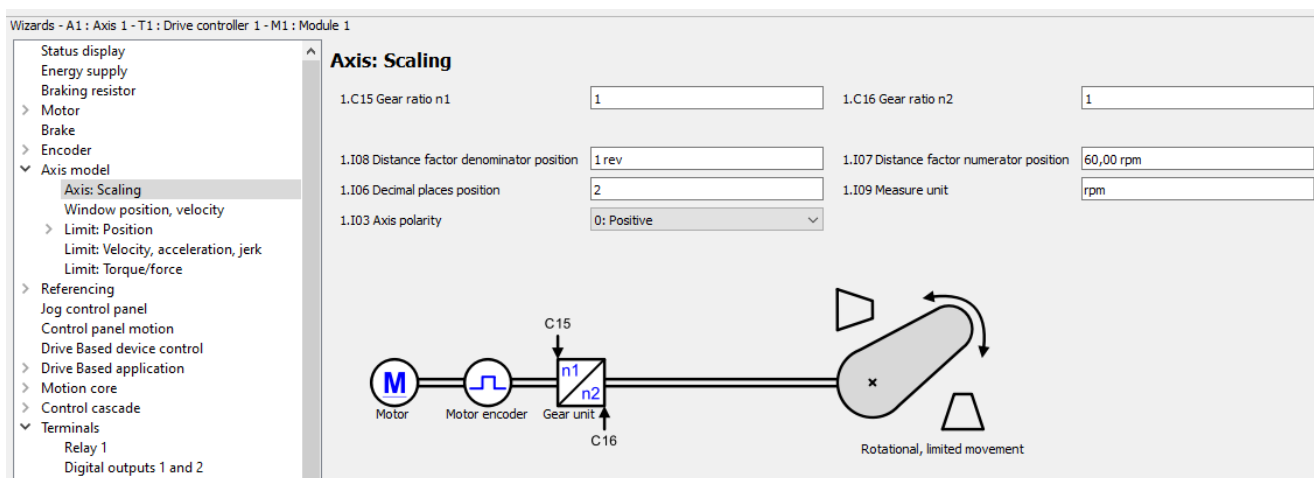 Wizards - A1 : Axis 1 - T1 : Drive controller 1 - M1 : Module 1
Status display
Energy supply
Braking resistor
Motor
Brake
Encoder
Axis model
Axis: Scaling
Window position, velocity
Limit: Position
Limit: Velocity, acceleration, jerk
Limit: Torque/force
Referencing
Jog control panel
Control panel motion
Drive Based device control
Drive Based application
Motion core
Control cascade
Terminals
Relay 1
Digital outputs 1 and 2
Axis: Scaling
1.C15 Gear ratio n1 1 1.C16 Gear ratio n2 1
1.I08 Distance factor denominator position 1 rev 1.I07 Distance factor numerator position 60,00 rpm
1.I06 Decimal places position 2 1.I09 Measure unit rpm
1.I03 Axis polarity 0: Positive
C15
M
n1
n2
Motor Motor encoder Gear unit
C16
Rotational, limited movement